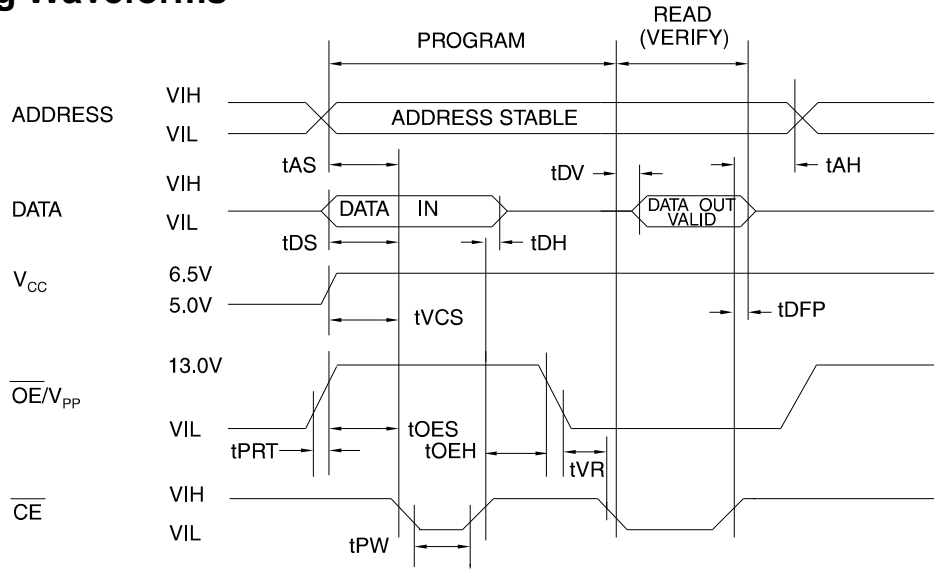 g Waveforms
PROGRAM
READ
(VERIFY)
ADDRESS
VIH
VIL
ADDRESS STABLE
tAS
tDV
tAH
DATA
VIH
VIL
DATA IN
DATA OUT
VALID
tDS
tDH
VCC
6.5V
5.0V
tVCS
tDFP
OE/VPP
13.0V
VIL
tPRT
tOES
tOEH
tVR
CE
VIH
VIL
tPW